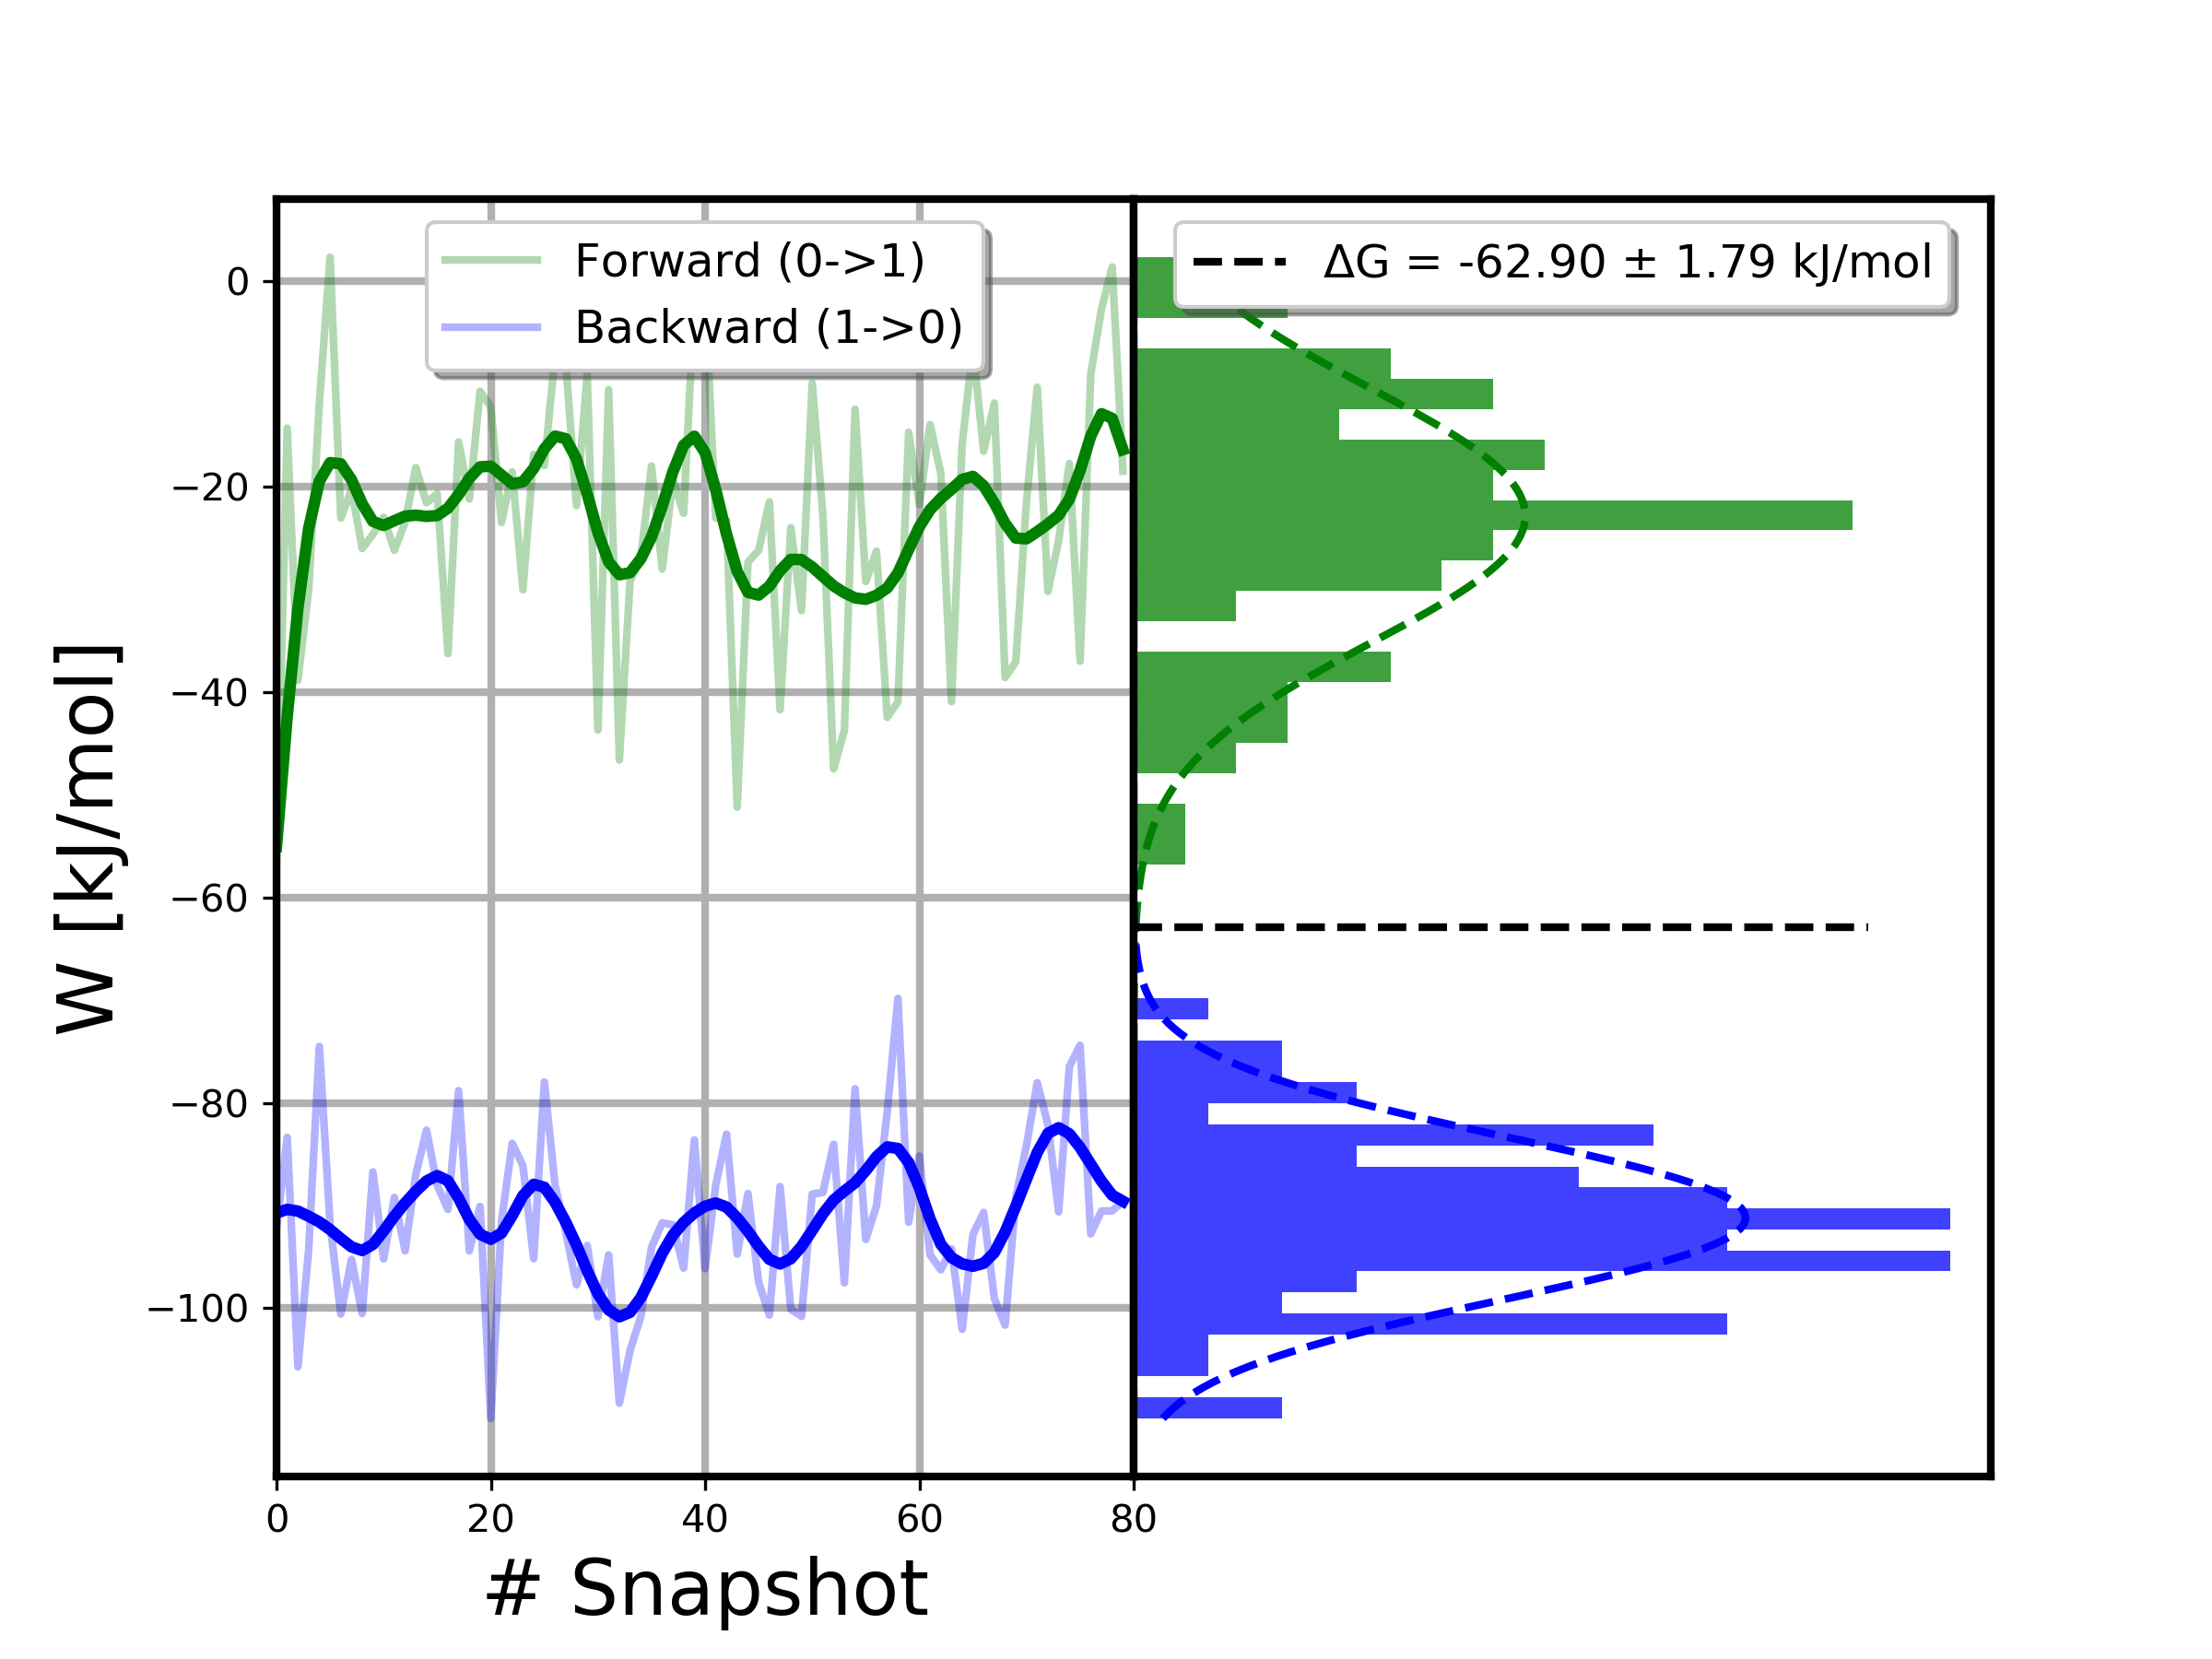 Forward (0->1)
Backward (1->0)
ΔG = -62.90 ± 1.79 kJ/mol
W [kJ/mol]
0
−20
−40
−60
−80
−100
0 20 40 60 80
# Snapshot